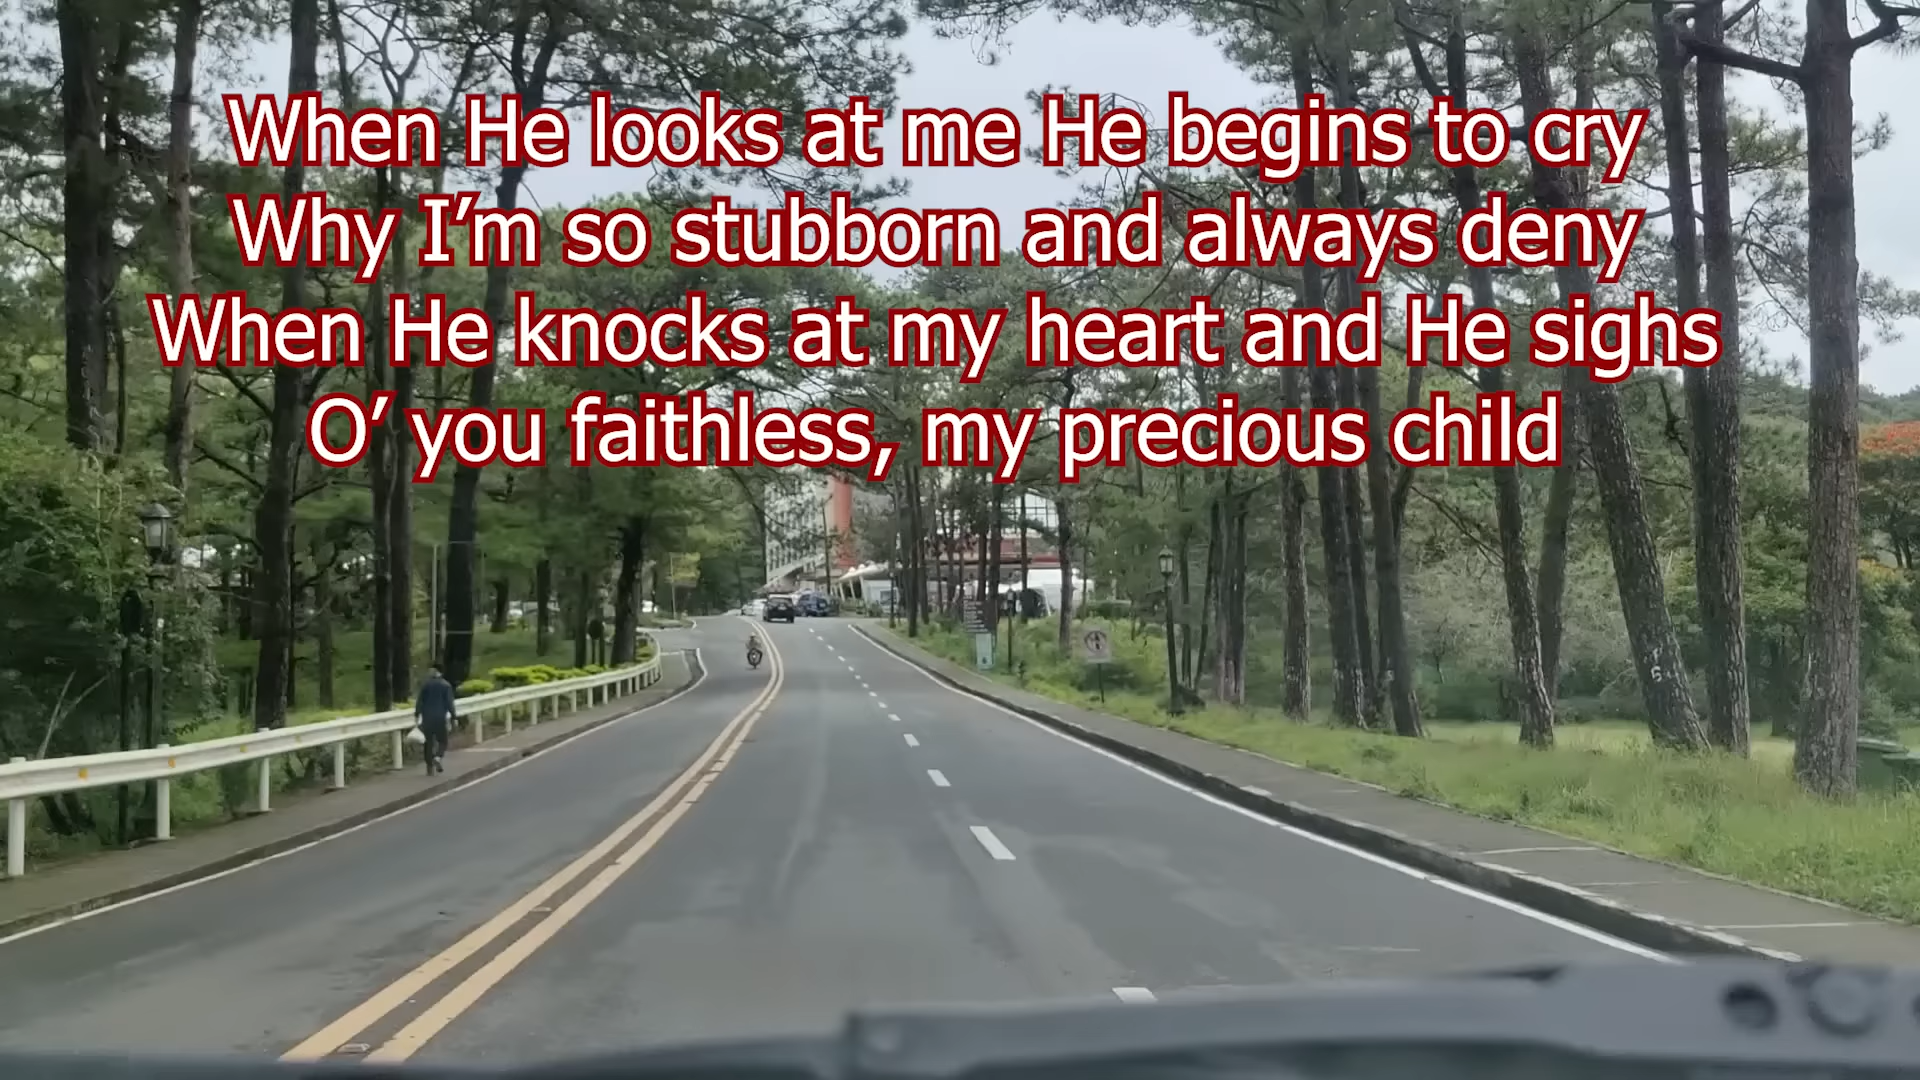 When He looks at me He begins to cry
Why I’m so stubborn and always deny
When He knocks at my heart and He sighs
O’ you faithless, my precious child